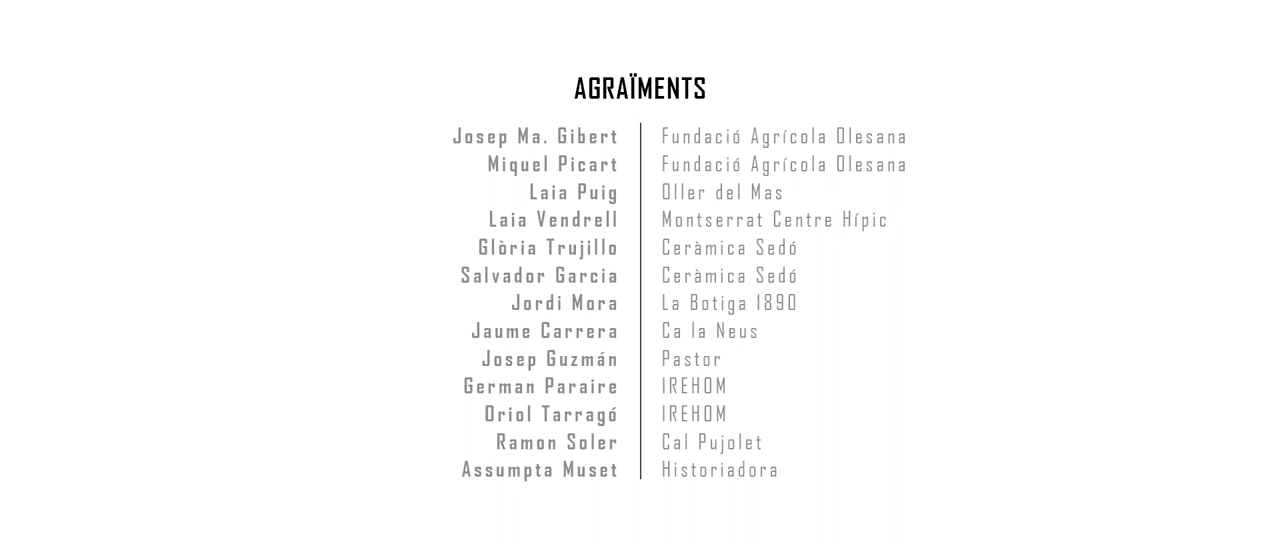 AGRAÏMENTS
Josep Ma. Gibert Fundació Agrícola Olesana
Miquel Picart Fundació Agrícola Olesana
Laia Puig Oller del Mas
Laia Vendrell Montserrat Centre Hípic
Glòria Trujillo Ceràmica Sedó
Salvador Garcia Ceràmica Sedó
Jordi Mora La Botiga 1890
Jaume Carrera Ca la Neus
Josep Guzmán Pastor
German Paraire IREHOM
Oriol Tarragó IREHOM
Ramon Soler Cal Pujolet
Assumpta Muset Historiadora